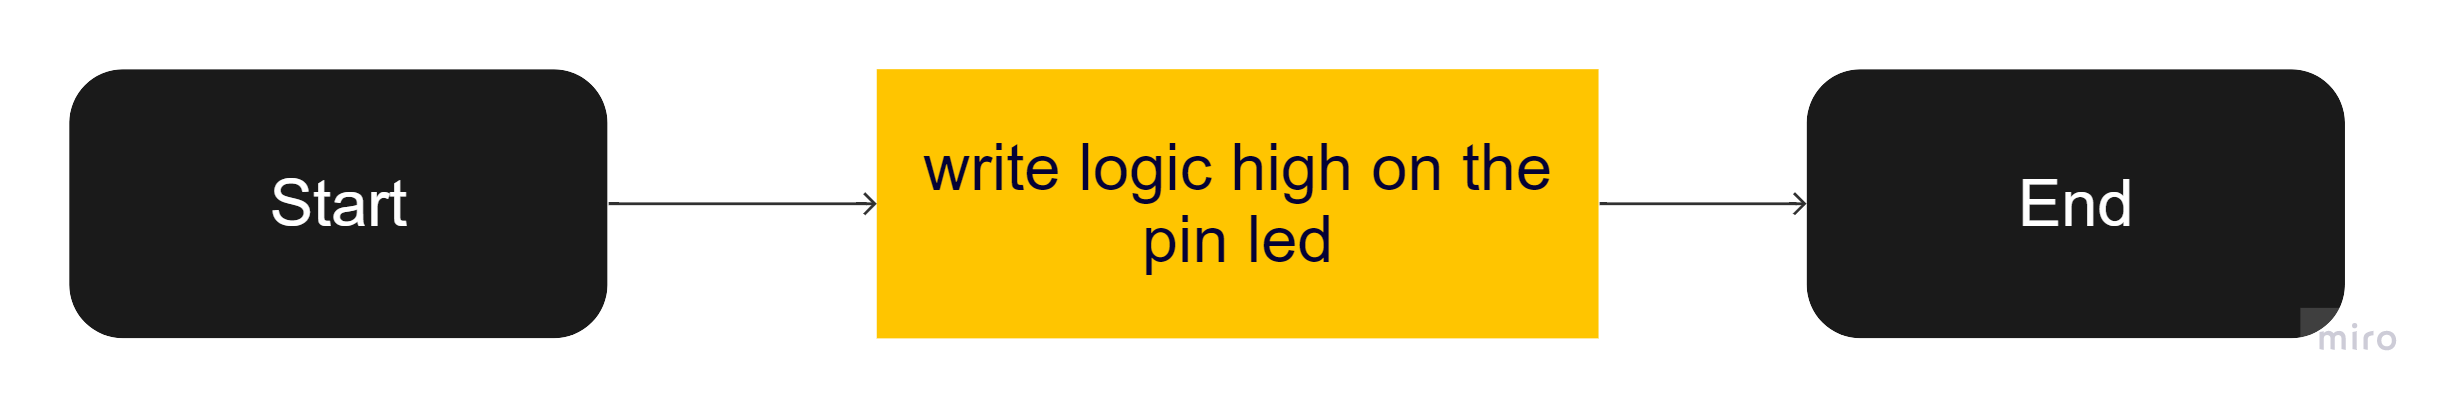 Start
write logic high on the
pin led
End
miro